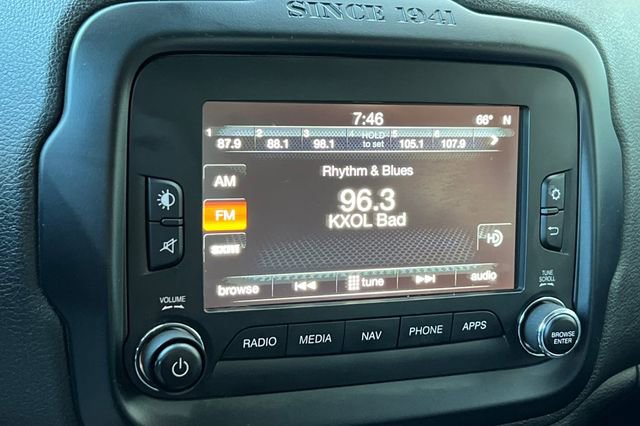 SINCE 1941
7:46 66° N
1 2 3 4 HOLD 5 6
87.9 88.1 98.1 to set 105.1 107.9
Rhythm & Blues
AM
96.3
FM
KXOL Bad
HD
SXM
browse tune audio
VOLUME
TUNE
SCROLL
RADIO MEDIA NAV PHONE APPS
BROWSE
ENTER